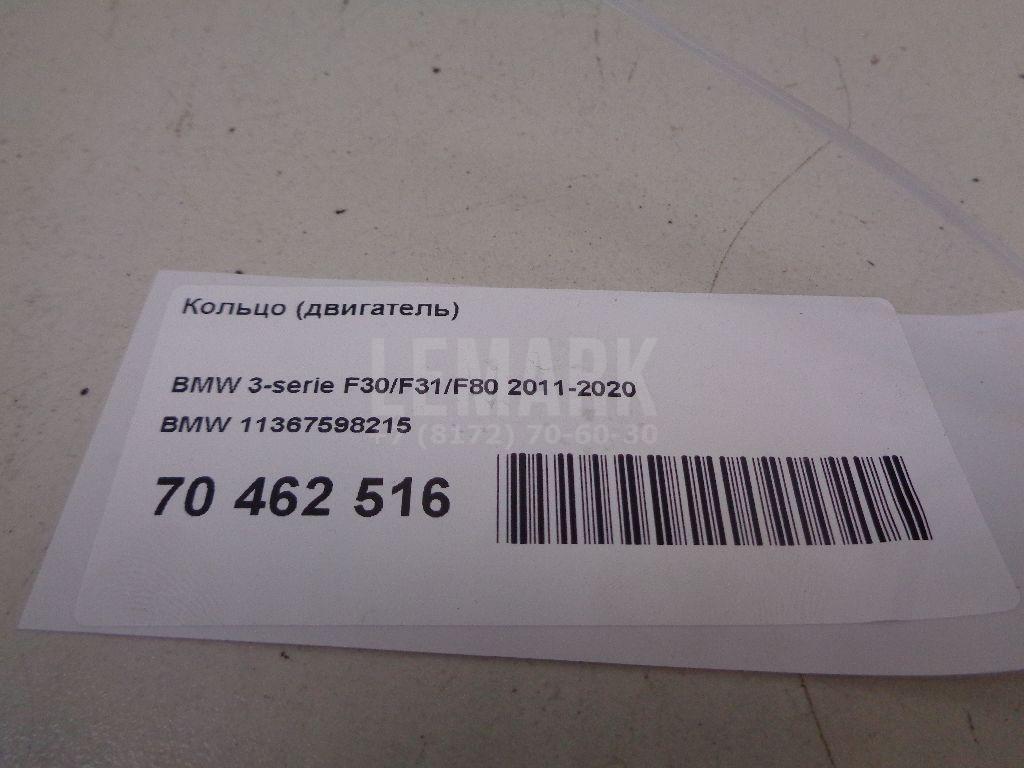 Кольцо (двигатель)
LEMARK
BMW 3-serie F30/F31/F80 2011-2020
BMW 11367598215
+7 (8172) 70-60-30
70 462 516